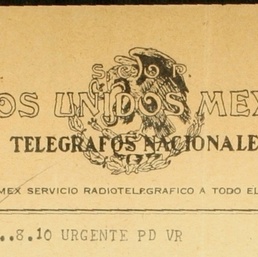 S C O P
OS UNIDOS MEX
TELEGRAFOS NACIONALE
MEX SERVICIO RADIOTELEGRAFICO A TODO EL
..8.10 URGENTE PD VR